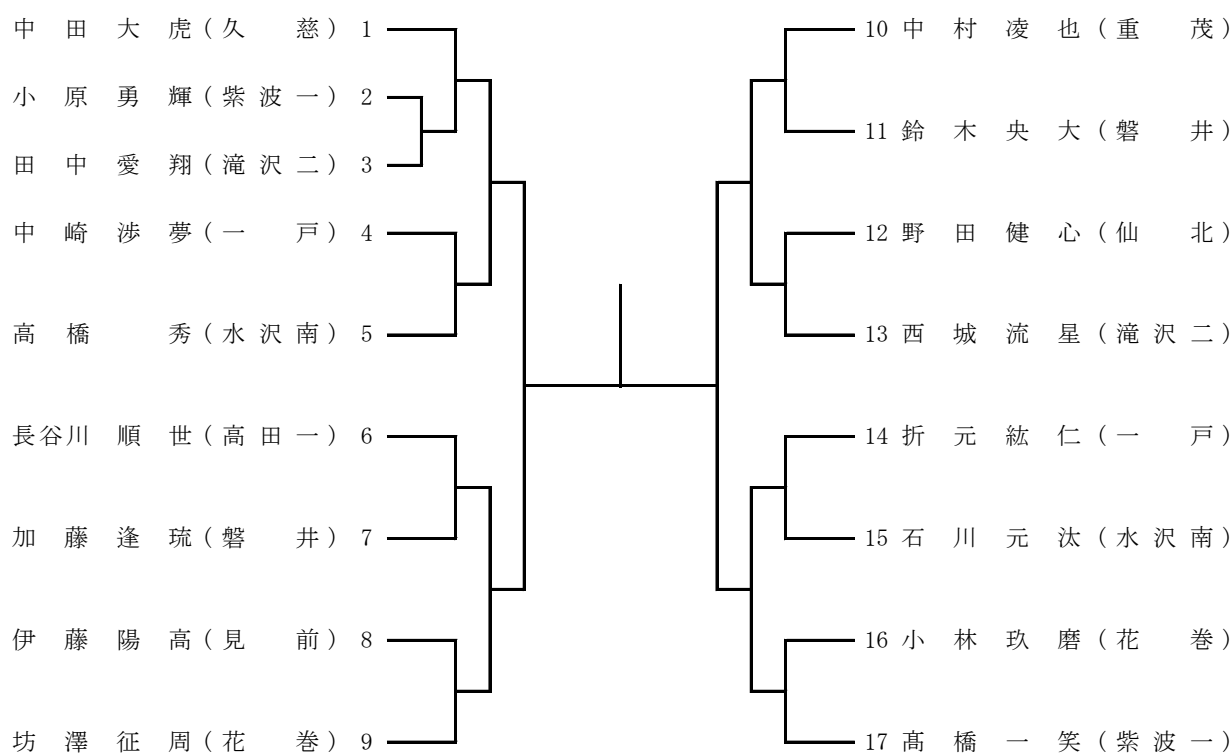 中田大虎(久慈) 1
小原勇輝(紫波一) 2
田中愛翔(滝沢二) 3
中崎渉夢(一戸) 4
高橋秀(水沢南) 5
長谷川順世(高田一) 6
加藤逢琉(磐井) 7
伊藤陽高(見前) 8
坊澤征周(花巻) 9
10 中村凌也(重茂)
11 鈴木央大(磐井)
12 野田健心(仙北)
13 西城流星(滝沢二)
14 折元紘仁(一戸)
15 石川元汰(水沢南)
16 小林玖磨(花巻)
17 髙橋一笑(紫波一)